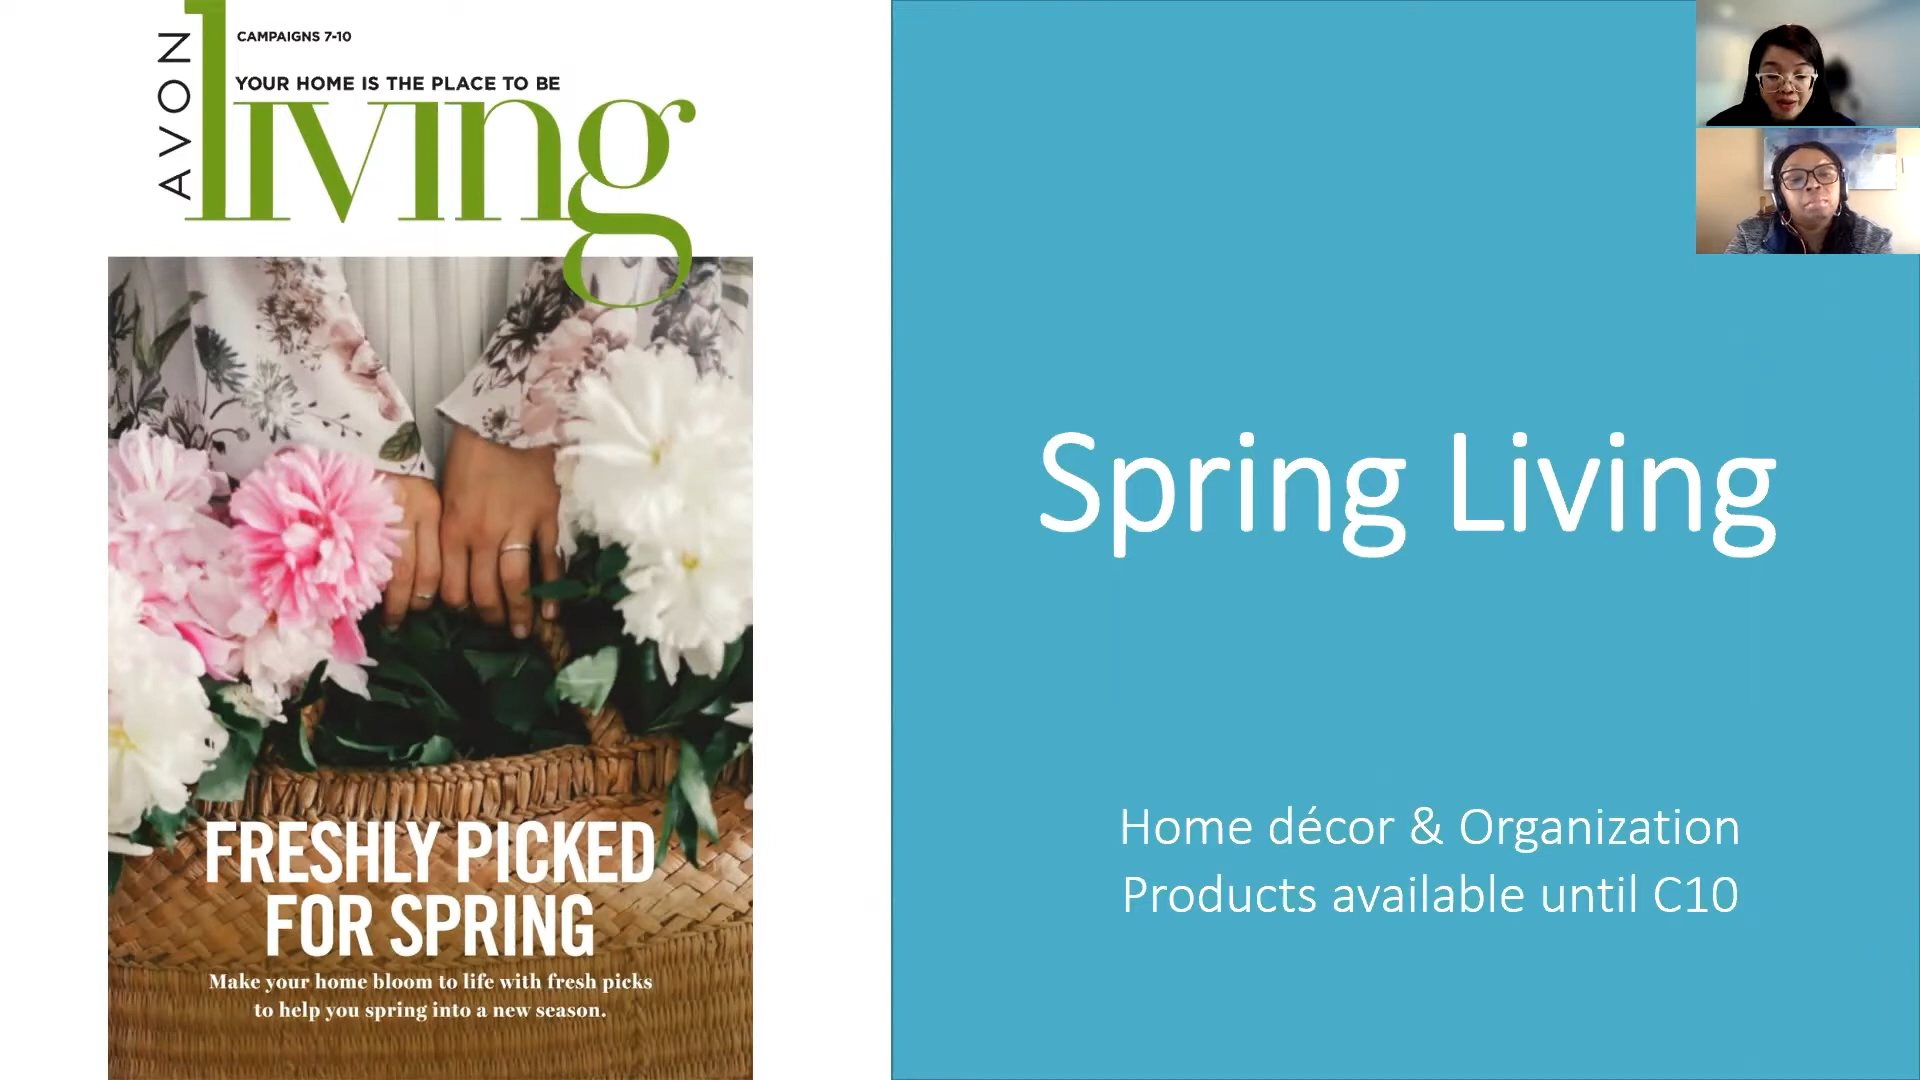 AVON
CAMPAIGNS 7-10
YOUR HOME IS THE PLACE TO BE
living
FRESHLY PICKED
FOR SPRING
Make your home bloom to life with fresh picks
to help you spring into a new season.
Spring Living
Home décor & Organization
Products available until C10